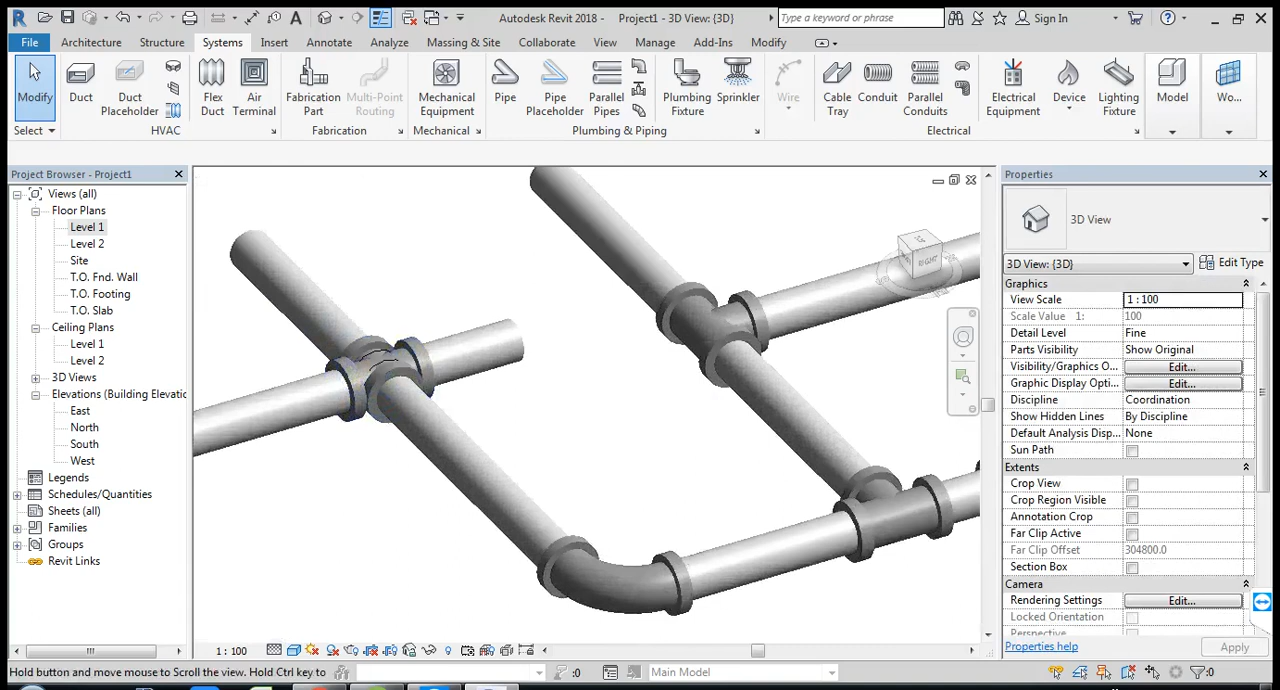 Autodesk Revit 2018 - Project1 - 3D View: {3D}
Type a keyword or phrase
Sign In
File Architecture Structure Systems Insert Annotate Analyze Massing & Site Collaborate View Manage Add-Ins Modify
Modify
Duct
Duct Placeholder
Flex Duct
Air Terminal
Fabrication Part
Multi-Point Routing
Mechanical Equipment
Pipe
Pipe Placeholder
Parallel Pipes
Plumbing Fixture
Sprinkler
Wire
Cable Tray
Conduit
Parallel Conduits
Electrical Equipment
Device
Lighting Fixture
Model
Wo...
Select HVAC Fabrication Mechanical Plumbing & Piping Electrical
Project Browser - Project1
Views (all)
Floor Plans
Level 1
Level 2
Site
T.O. Fnd. Wall
T.O. Footing
T.O. Slab
Ceiling Plans
Level 1
Level 2
3D Views
Elevations (Building Elevatic
East
North
South
West
Legends
Schedules/Quantities
Sheets (all)
Families
Groups
Revit Links
RIGHT
Properties
3D View
3D View: {3D} Edit Type
Graphics
View Scale 1 : 100
Scale Value 1: 100
Detail Level Fine
Parts Visibility Show Original
Visibility/Graphics O... Edit...
Graphic Display Opti... Edit...
Discipline Coordination
Show Hidden Lines By Discipline
Default Analysis Disp... None
Sun Path
Extents
Crop View
Crop Region Visible
Annotation Crop
Far Clip Active
Far Clip Offset 304800.0
Section Box
Camera
Rendering Settings Edit...
Locked Orientation
Perspective
Properties help Apply
1 : 100
Hold button and move mouse to Scroll the view. Hold Ctrl key to :0 Main Model :0